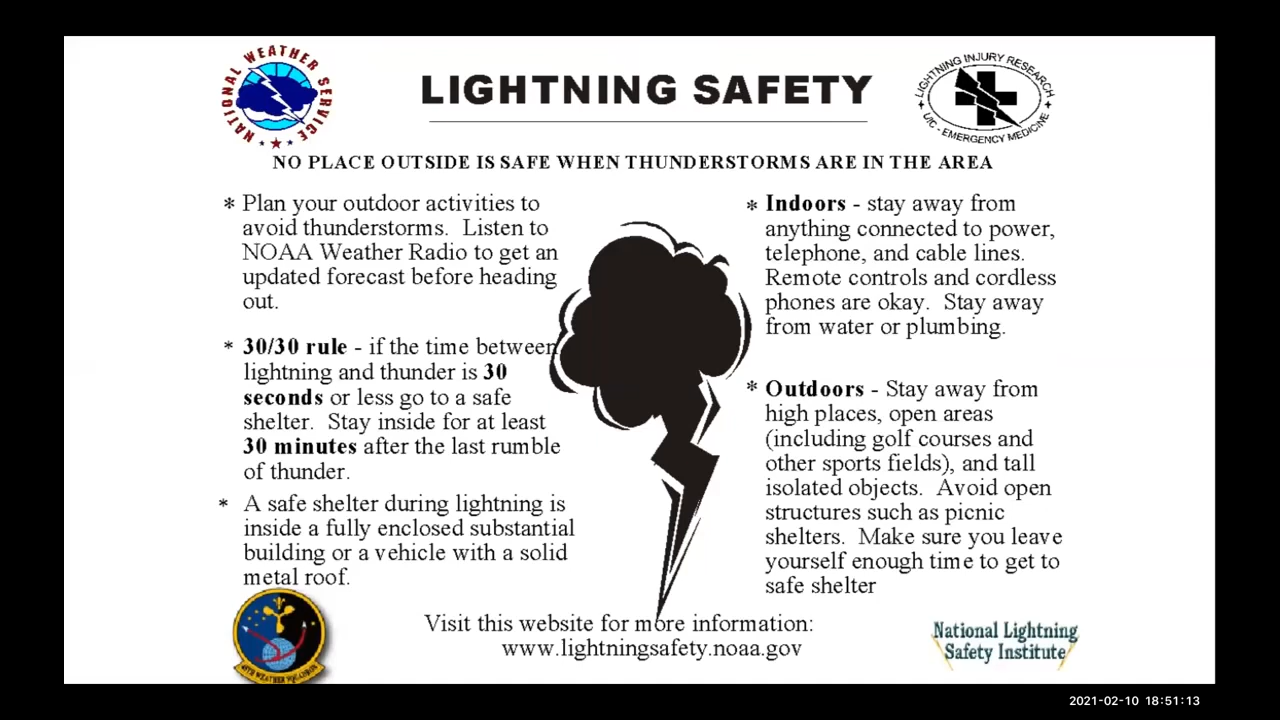 NATIONAL WEATHER SERVICE
LIGHTNING SAFETY
LIGHTNING INJURY RESEARCH
UIC - EMERGENCY MEDICINE
NO PLACE OUTSIDE IS SAFE WHEN THUNDERSTORMS ARE IN THE AREA
* Plan your outdoor activities to
avoid thunderstorms. Listen to
NOAA Weather Radio to get an
updated forecast before heading
out.
* 30/30 rule - if the time between
lightning and thunder is 30
seconds or less go to a safe
shelter. Stay inside for at least
30 minutes after the last rumble
of thunder.
* A safe shelter during lightning is
inside a fully enclosed substantial
building or a vehicle with a solid
metal roof.
* Indoors - stay away from
anything connected to power,
telephone, and cable lines.
Remote controls and cordless
phones are okay. Stay away
from water or plumbing.
* Outdoors - Stay away from
high places, open areas
(including golf courses and
other sports fields), and tall
isolated objects. Avoid open
structures such as picnic
shelters. Make sure you leave
yourself enough time to get to
safe shelter
WEATHER SQUADRON
Visit this website for more information:
www.lightningsafety.noaa.gov
National Lightning
Safety Institute
2021-02-10 18:51:13